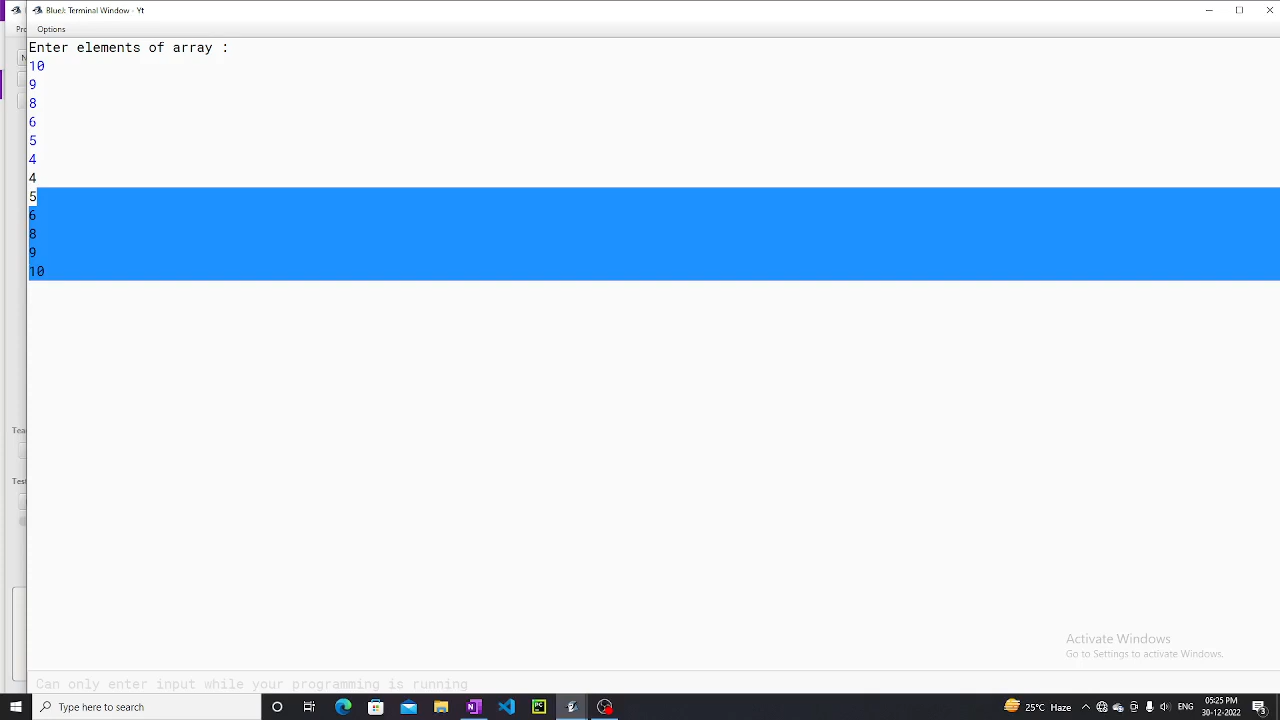 BlueJ: Terminal Window - Yt
Options
Enter elements of array :
10
9
8
6
5
4
4
5
6
8
9
10
Tea
Test
Activate Windows
Go to Settings to activate Windows.
Can only enter input while your programming is running
Type here to search
25°C Haze
ENG
05:25 PM
30-12-2022